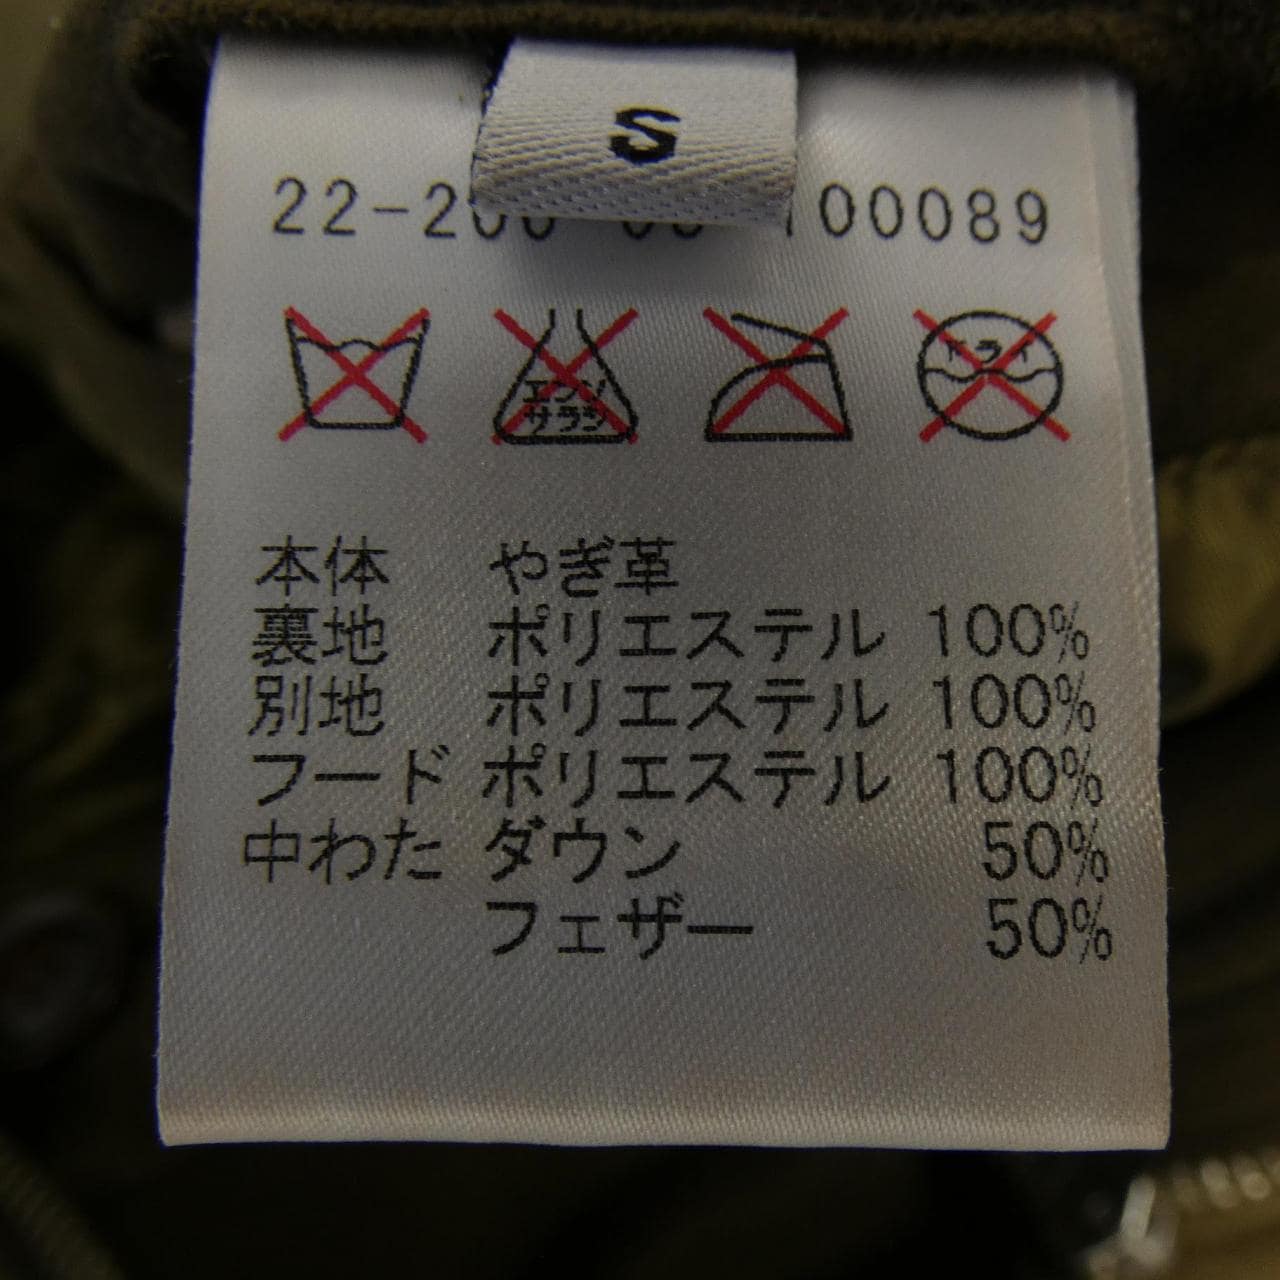 S
22-200 00 100089
エンソ
サラシ
ドライ
本体 やぎ革
裏地 ポリエステル 100%
別地 ポリエステル 100%
フード ポリエステル 100%
中わた ダウン 50%
フェザー 50%